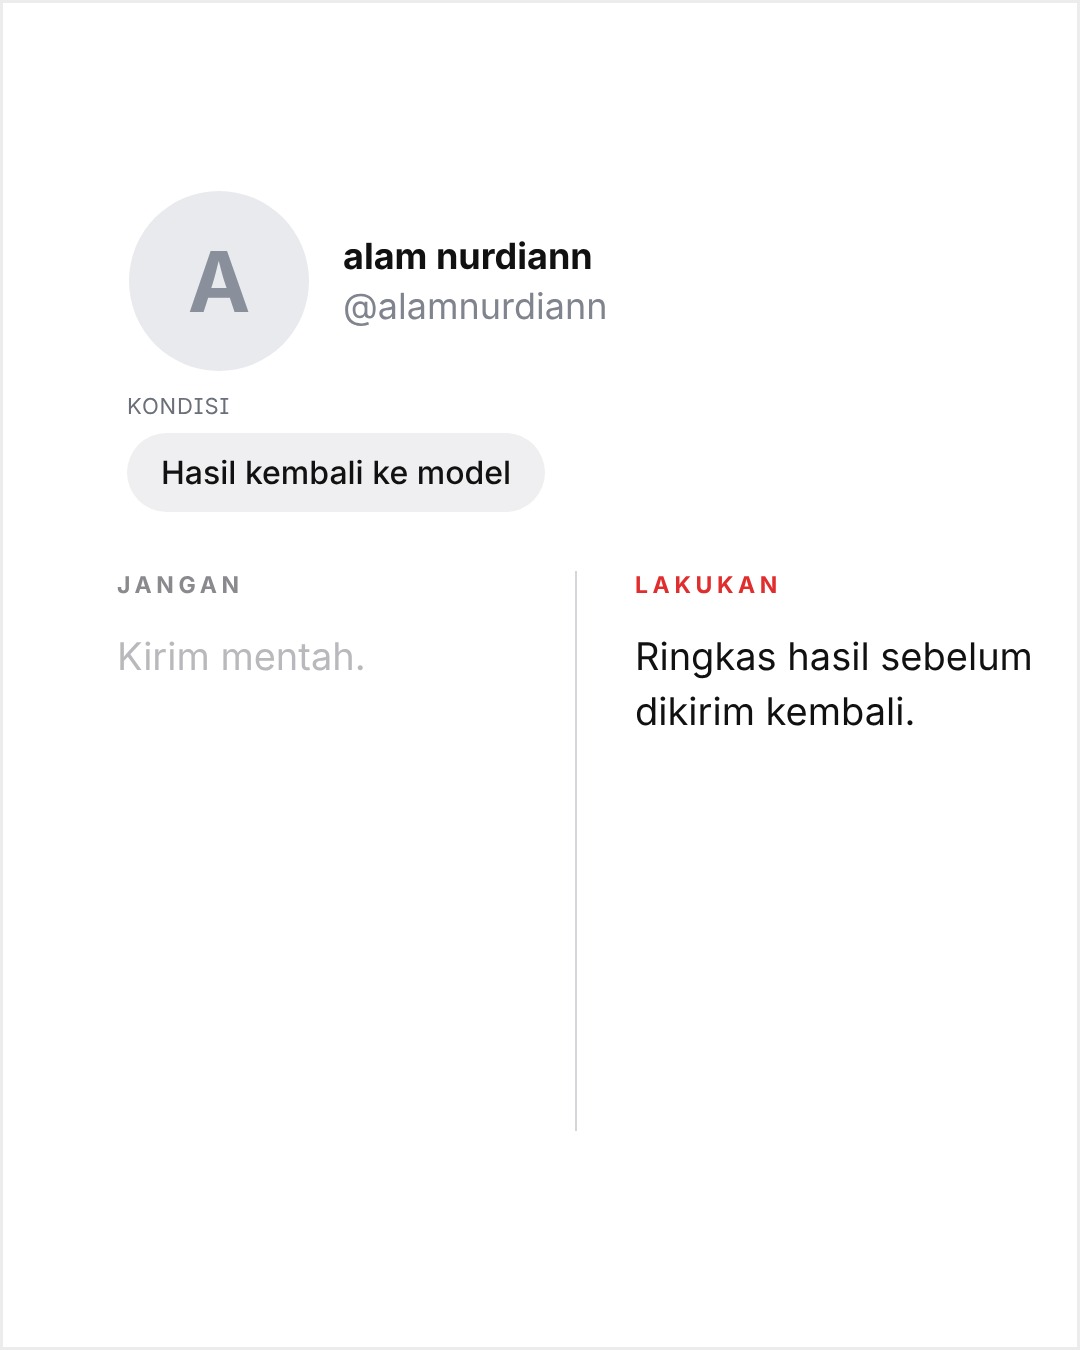 A
alam nurdiann
@alamnurdiann
KONDISI
Hasil kembali ke model
JANGAN
Kirim mentah.
LAKUKAN
Ringkas hasil sebelum
dikirim kembali.